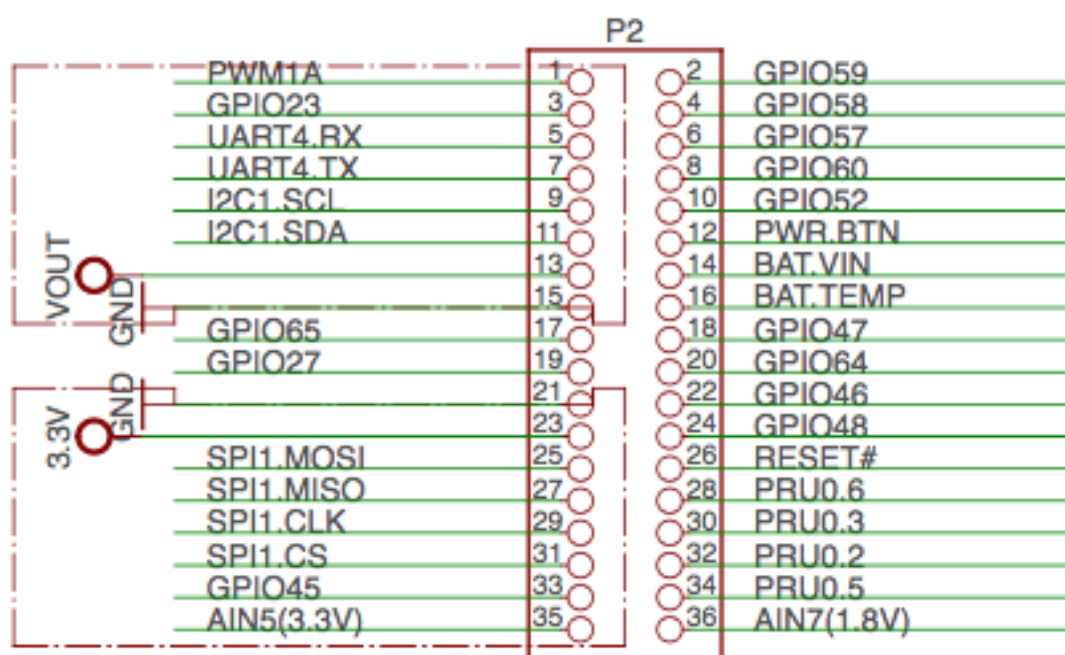 P2
PWM1A 1 2 GPIO59
GPIO23 3 4 GPIO58
UART4.RX 5 6 GPIO57
UART4.TX 7 8 GPIO60
I2C1.SCL 9 10 GPIO52
I2C1.SDA 11 12 PWR.BTN
VOUT 13 14 BAT.VIN
GND 15 16 BAT.TEMP
GPIO65 17 18 GPIO47
GPIO27 19 20 GPIO64
GND 21 22 GPIO46
3.3V 23 24 GPIO48
SPI1.MOSI 25 26 RESET#
SPI1.MISO 27 28 PRU0.6
SPI1.CLK 29 30 PRU0.3
SPI1.CS 31 32 PRU0.2
GPIO45 33 34 PRU0.5
AIN5(3.3V) 35 36 AIN7(1.8V)